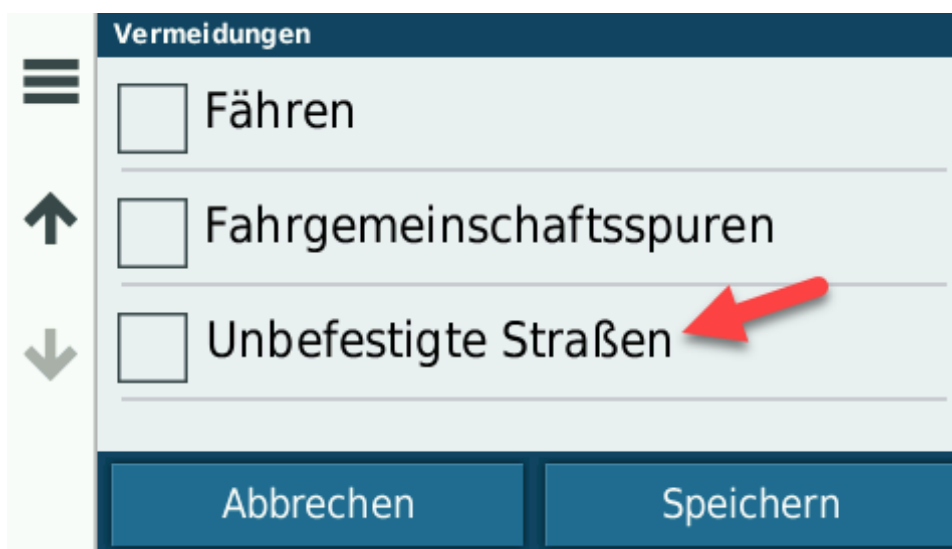 Vermeidungen
Fähren
Fahrgemeinschaftsspuren
Unbefestigte Straßen
Abbrechen
Speichern